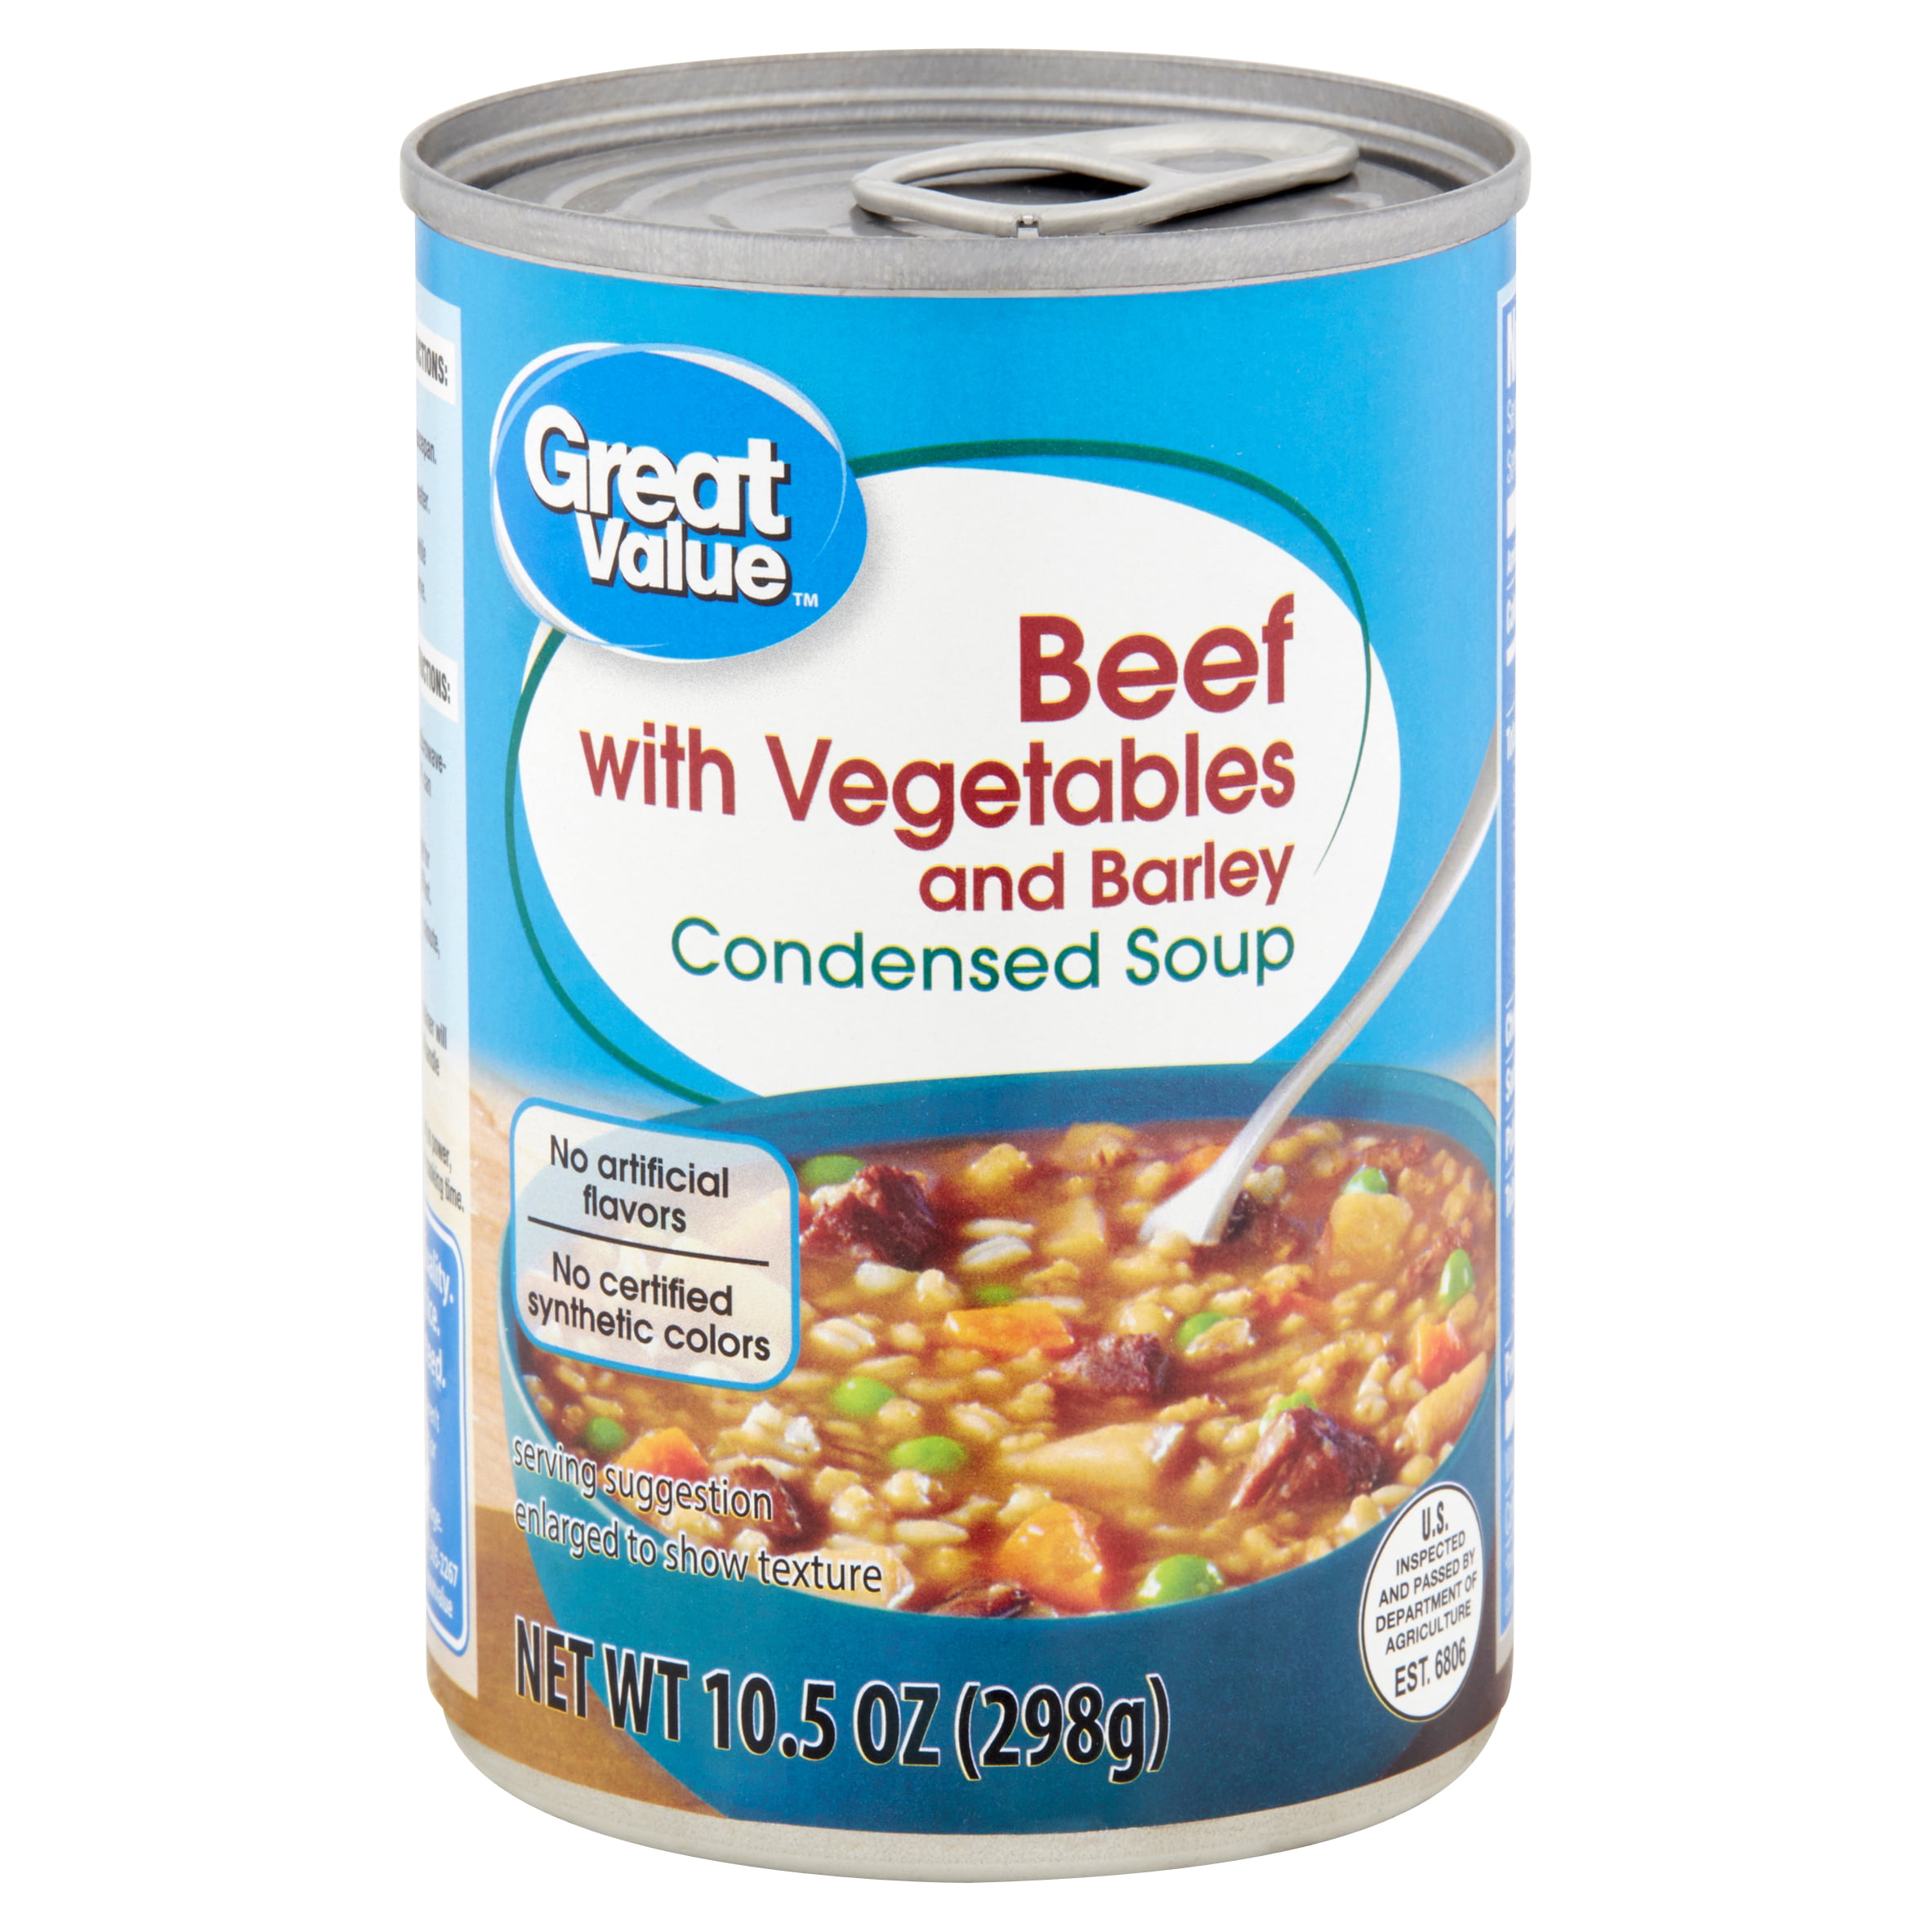 Great
Value™
Beef
with Vegetables
and Barley
Condensed Soup
No artificial
flavors
No certified
synthetic colors
serving suggestion
enlarged to show texture
NET WT 10.5 OZ (298g)
U.S.
INSPECTED
AND PASSED BY
DEPARTMENT OF
AGRICULTURE
EST. 6806